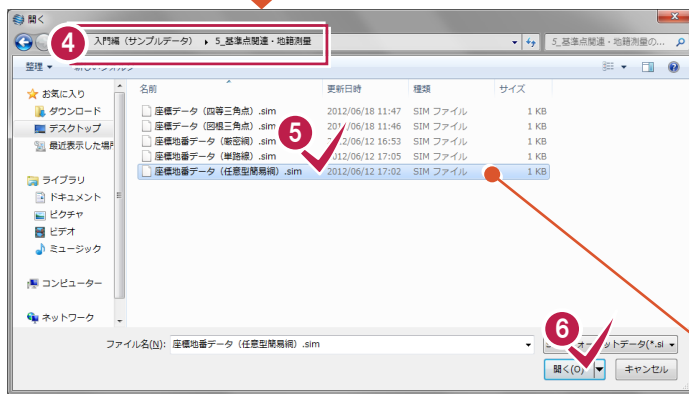 開く
4
入門編（サンプルデータ） ▸ 5_基準点関連・地籍測量
5_基準点関連・地籍測量の...
整理
お気に入り
ダウンロード
デスクトップ
最近表示した場所
ライブラリ
ドキュメント
ピクチャ
ビデオ
ミュージック
コンピューター
ネットワーク
名前 更新日時 種類 サイズ
座標データ（四等三角点）.sim 2012/06/18 11:47 SIM ファイル 1 KB
座標データ（図根三角点）.sim 2012/06/18 11:46 SIM ファイル 1 KB
座標地番データ（厳密網）.sim 2012/06/12 16:53 SIM ファイル 1 KB
座標地番データ（単路線）.sim 2012/06/12 17:05 SIM ファイル 1 KB
座標地番データ（任意型簡易網）.sim 2012/06/12 17:02 SIM ファイル 1 KB
5
6
ファイル名(N): 座標地番データ（任意型簡易網）.sim
ォーマットデータ(*.si
開く(O) キャンセル